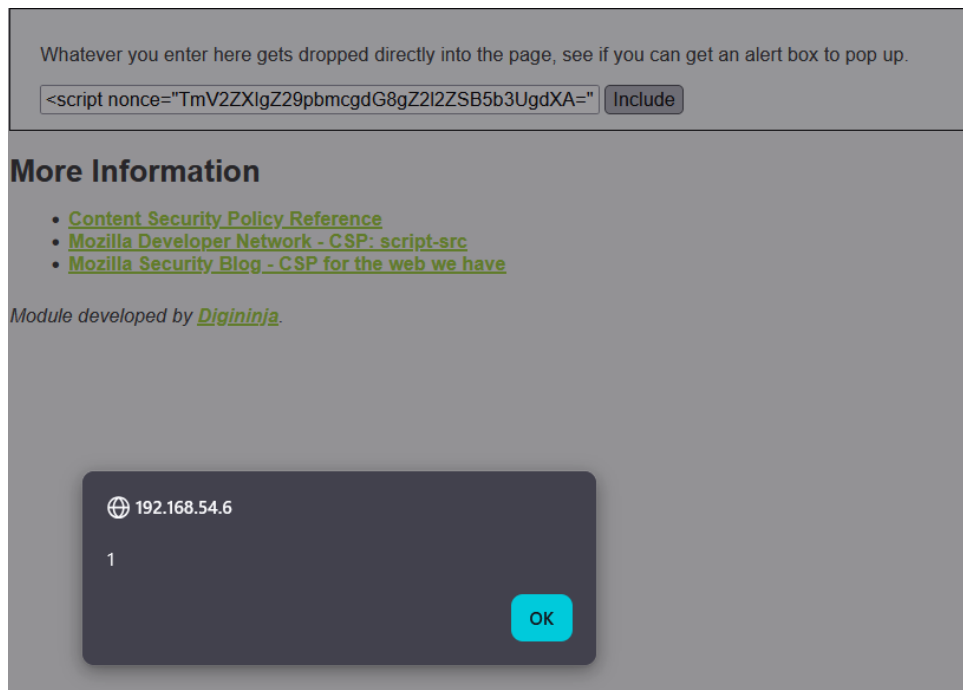 Whatever you enter here gets dropped directly into the page, see if you can get an alert box to pop up.
<script nonce="TmV2ZXIgZ29pbmcgdG8gZ2l2ZSB5b3UgdXA=" Include
More Information
• Content Security Policy Reference
• Mozilla Developer Network - CSP: script-src
• Mozilla Security Blog - CSP for the web we have
Module developed by Digininja.
192.168.54.6
1
OK